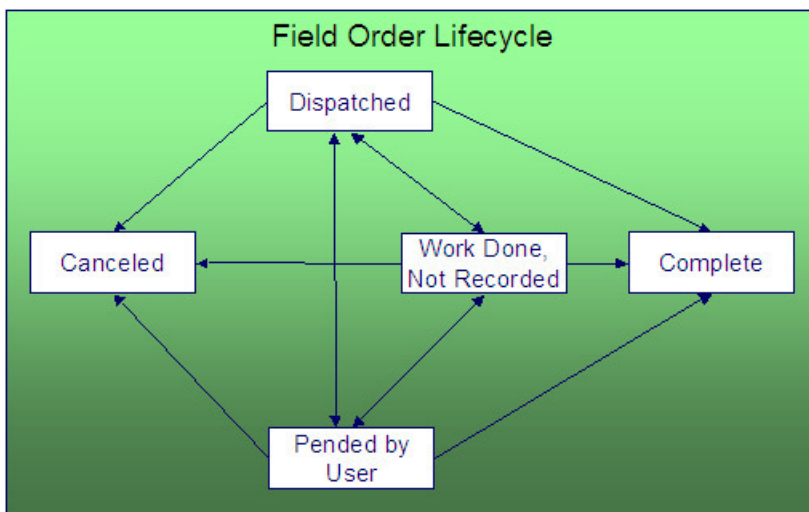 Field Order Lifecycle
Dispatched
Canceled
Work Done,
Not Recorded
Complete
Pended by
User